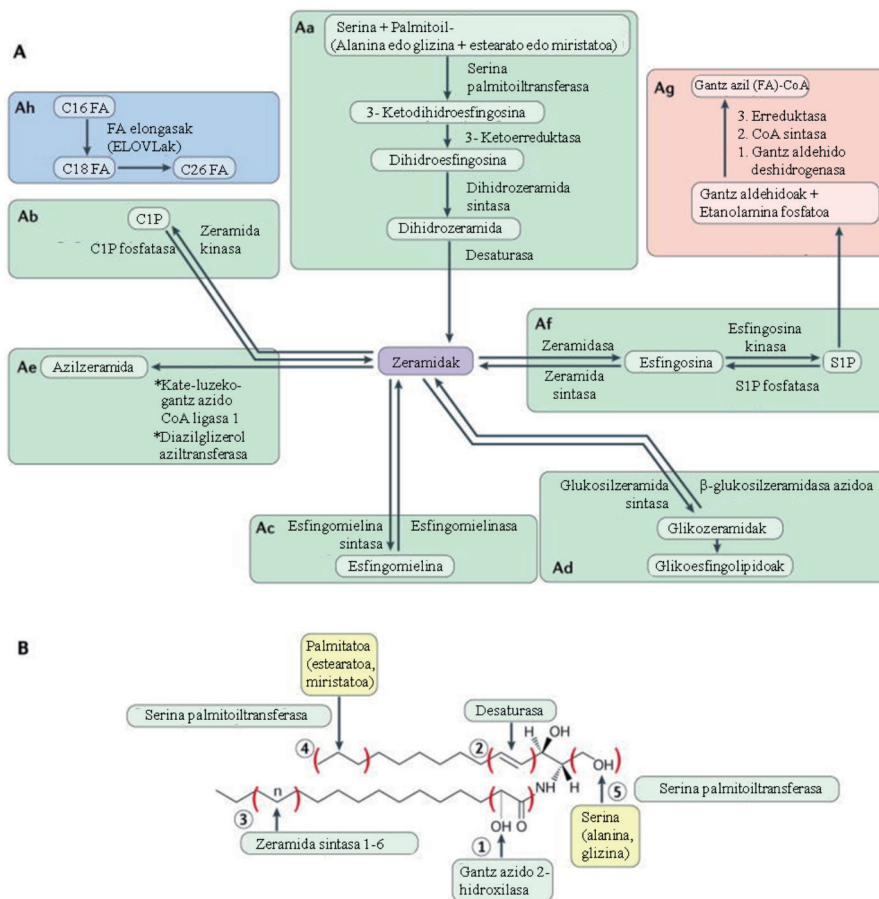 A
Aa
Serina + Palmitoil-
(Alanina edo glizina + estearato edo miristatoa)
Serina
palmitoiltransferasa
3- Ketodihidroesfingosina
3- Ketoerreduktasa
Dihidroesfingosina
Dihidrozeramida
sintasa
Dihidrozeramida
Desaturasa
Ah
C16 FA
FA elongasak
(ELOVLak)
C18 FA
C26 FA
Ag
Gantz azil (FA)-CoA
3. Erreduktasa
2. CoA sintasa
1. Gantz aldehido
deshidrogenasa
Gantz aldehidoak +
Etanolamina fosfatoa
Ab
C1P
C1P fosfatasa
Zeramida
kinasa
Ae
Azilzeramida
*Kate-luzeko-
gantz azido
CoA ligasa 1
*Diazilglizerol
aziltransferasa
Zeramidak
Af
Zeramidasa
Zeramida
sintasa
Esfingosina
Esfingosina
kinasa
S1P fosfatasa
S1P
Ac
Esfingomielina
sintasa
Esfingomielinasa
Esfingomielina
Ad
Glukosilzeramida
sintasa
β-glukosilzeramidasa azidoa
Glikozeramidak
Glikoesfingolipidoak
B
Palmitatoa
(estearatoa,
miristatoa)
Serina palmitoiltransferasa
Desaturasa
4
2
H
OH
OH
n
NH
H
5
Serina palmitoiltransferasa
3
OH
O
1
Zeramida sintasa 1-6
Serina
(alanina,
glizina)
Gantz azido 2-
hidroxilasa